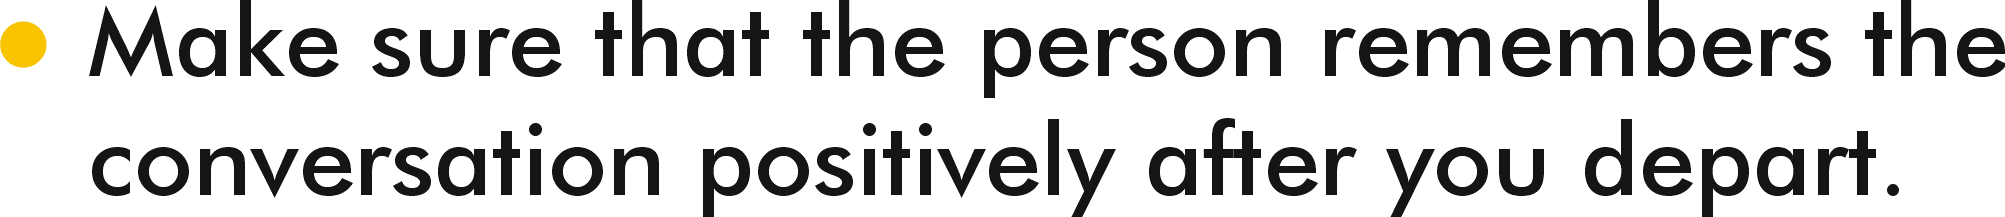 Make sure that the person remembers the
conversation positively after you depart.